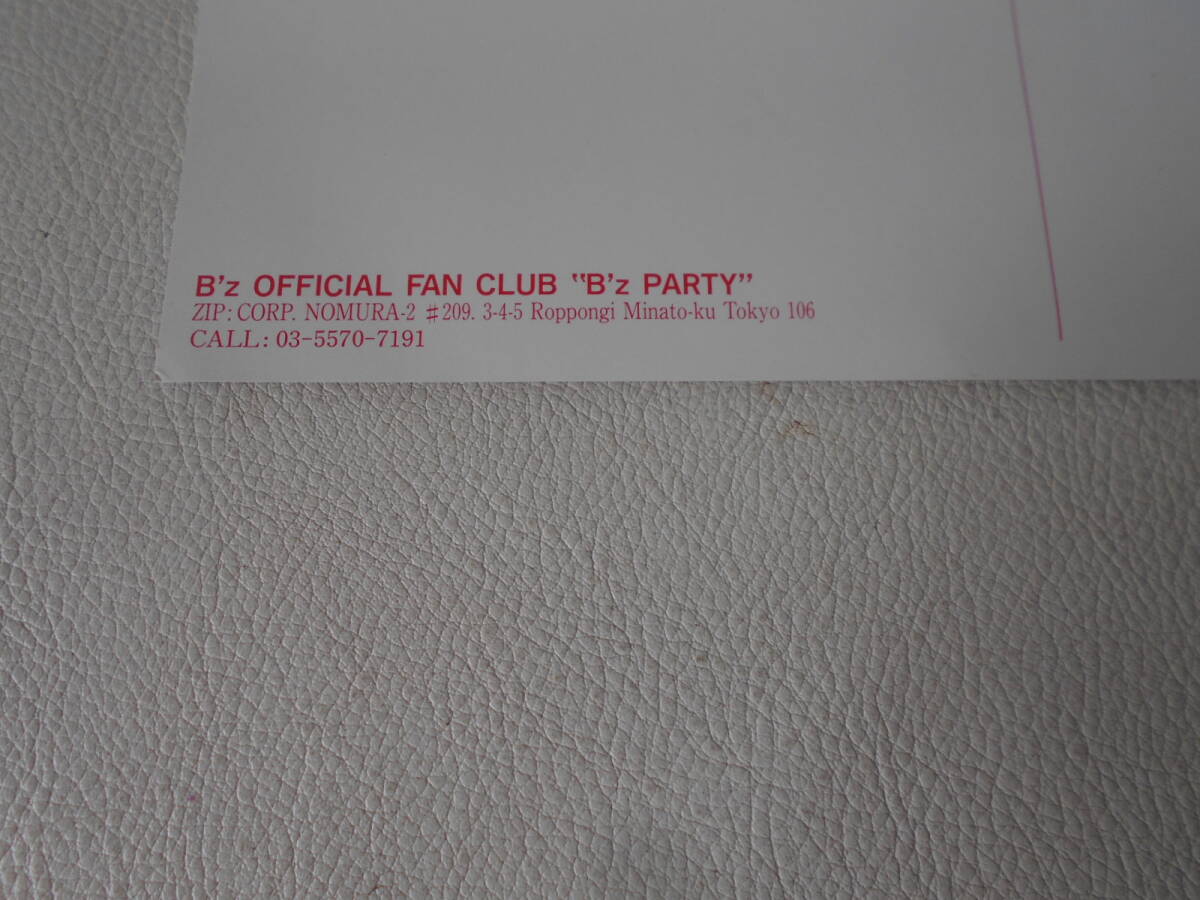 B'z OFFICIAL FAN CLUB "B'z PARTY"
ZIP: CORP. NOMURA-2 ♯209. 3-4-5 Roppongi Minato-ku Tokyo 106
CALL: 03-5570-7191